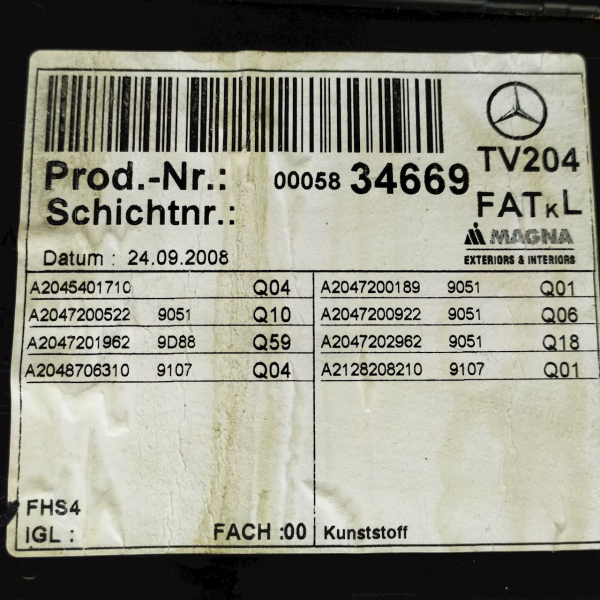 TV204
Prod.-Nr.: 00058 34669
FATKL
Schichtnr.:
MAGNA
EXTERIORS & INTERIORS
Datum : 24.09.2008
A2045401710 Q04
A2047200522 9051 Q10
A2047201962 9D88 Q59
A2048706310 9107 Q04
A2047200189 9051 Q01
A2047200922 9051 Q06
A2047202962 9051 Q18
A2128208210 9107 Q01
FHS4
IGL : FACH :00 Kunststoff